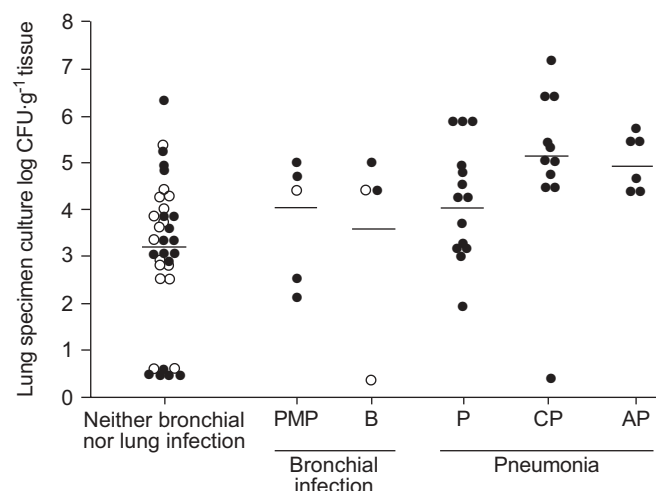 Lung specimen culture log CFU·g⁻¹ tissue
8
7
6
5
4
3
2
1
0
Neither bronchial
nor lung infection
PMP
B
P
CP
AP
Bronchial
infection
Pneumonia